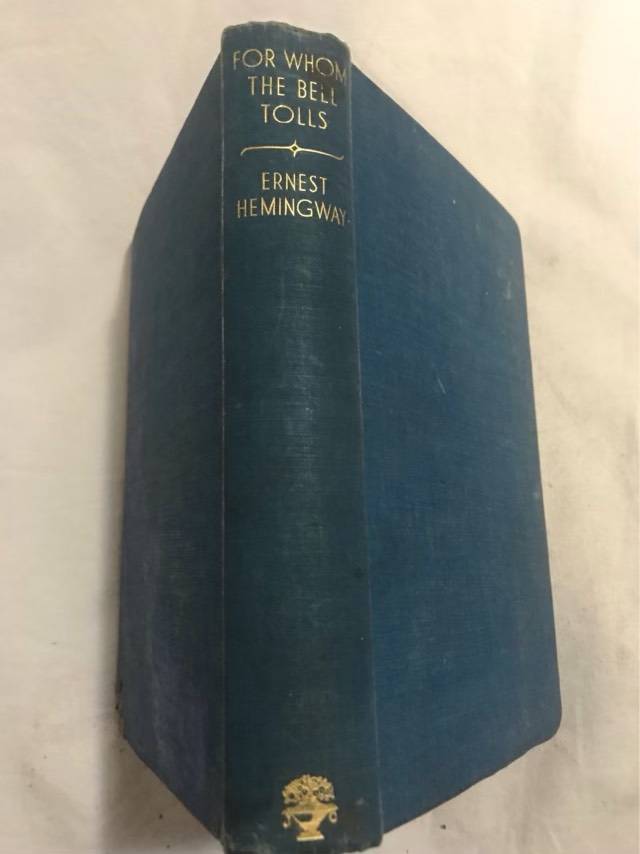 FOR WHOM
THE BELL
TOLLS
ERNEST
HEMINGWAY